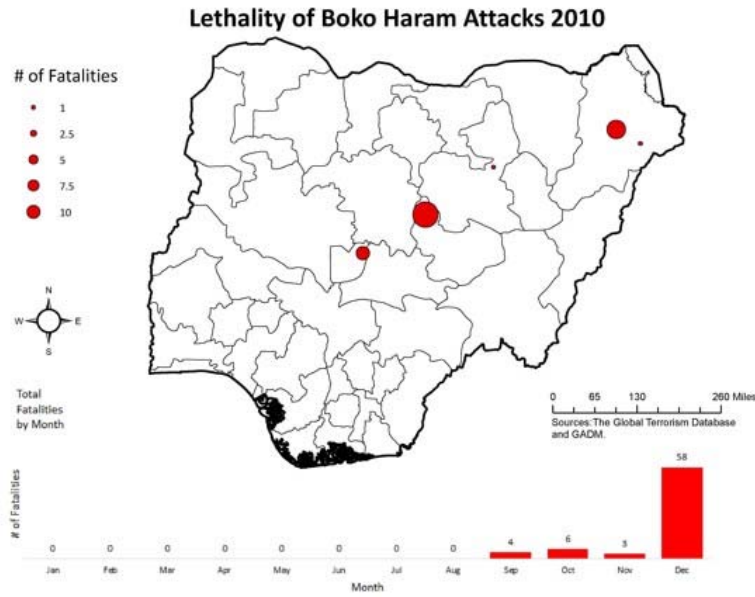 Lethality of Boko Haram Attacks 2010
# of Fatalities
1
2.5
5
7.5
10
N
W E
S
Total
Fatalities
by Month
0 65 130 260 Miles
Sources:The Global Terrorism Database
and GADM.
# of Fatalities
0 0 0 0 0 0 0 0 4 6 3 58
Jan Feb Mar Apr May Jun Jul Aug Sep Oct Nov Dec
Month